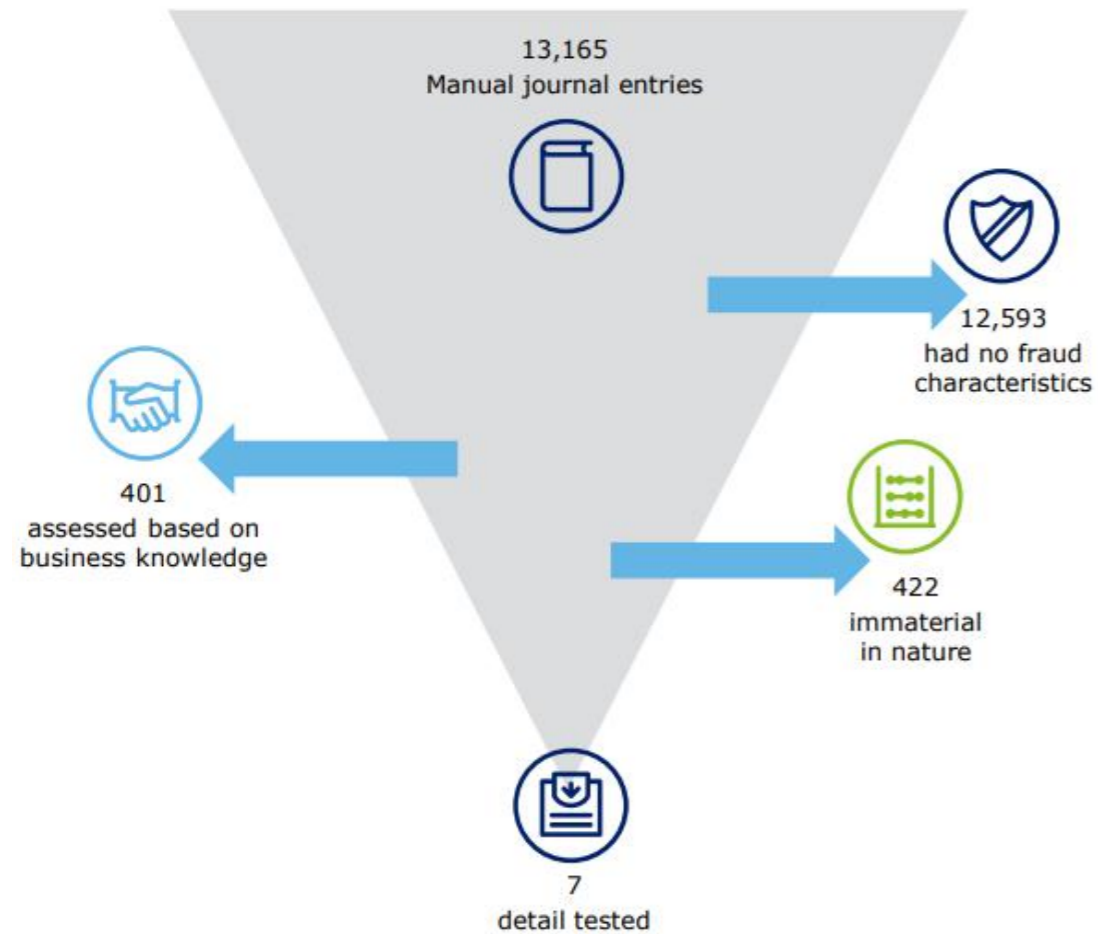 13,165
Manual journal entries
12,593
had no fraud
characteristics
401
assessed based on
business knowledge
422
immaterial
in nature
7
detail tested